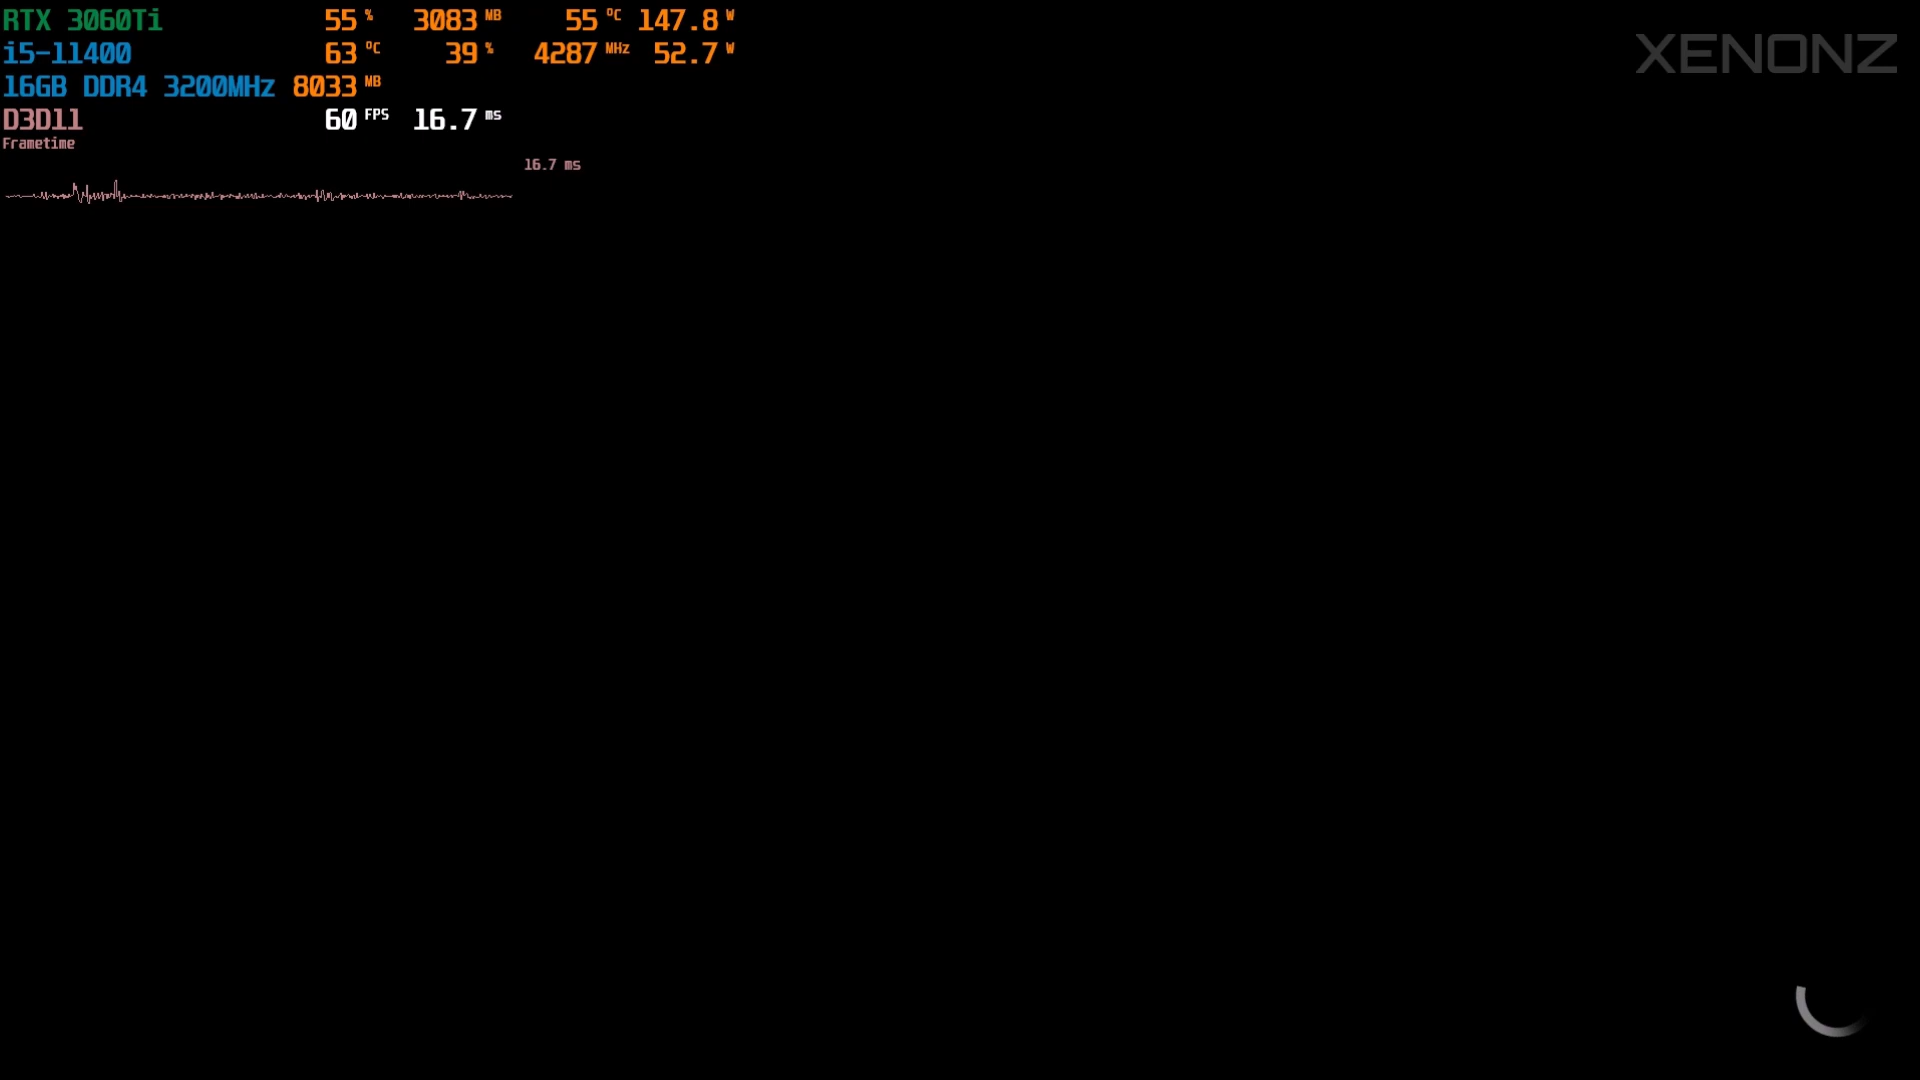 RTX 3060Ti 55 % 3083 MB 55 °C 147.8 W
i5-11400 63 °C 39 % 4287 MHz 52.7 W
16GB DDR4 3200MHz 8033 MB
D3D11 60 FPS 16.7 ms
Frametime
16.7 ms
XENONZ